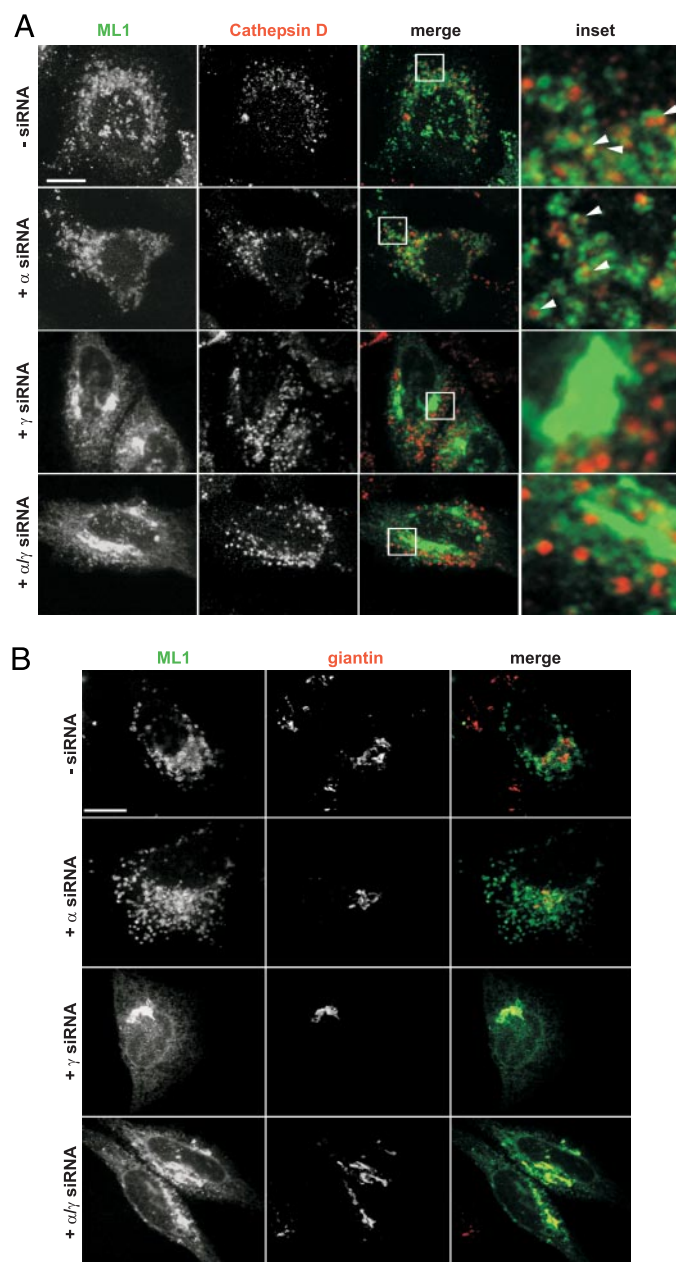 A
ML1 Cathepsin D merge inset
- siRNA
+ α siRNA
+ γ siRNA
+ α/γ siRNA
B
ML1 giantin merge
- siRNA
+ α siRNA
+ γ siRNA
+ α/γ siRNA